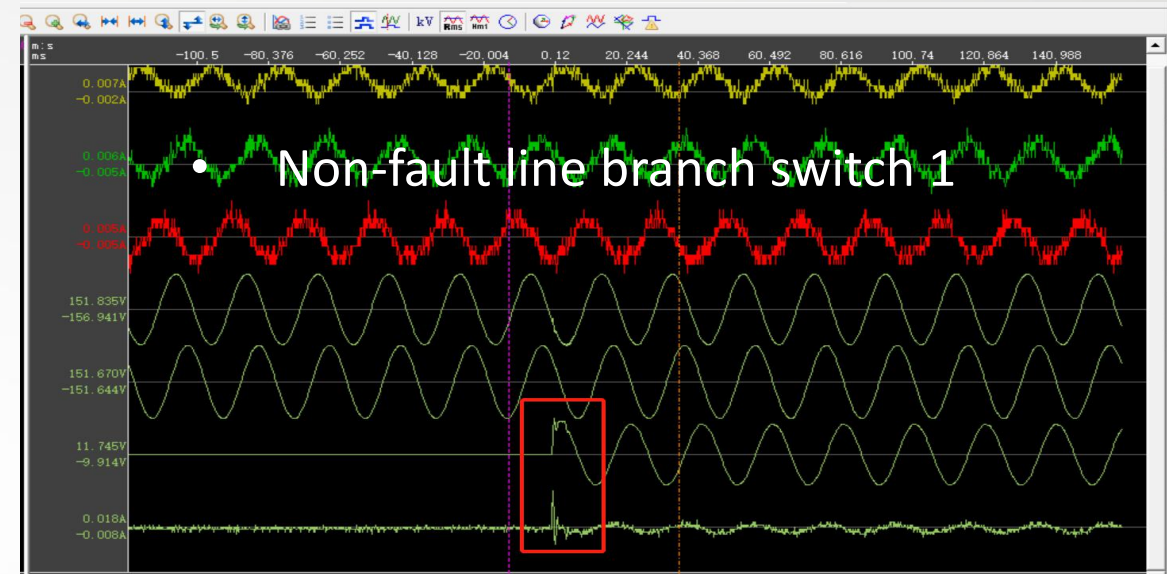 kV Rms Hm1
m:s
ms -100.5 -80.376 -60.252 -40.128 -20.004 0.12 20.244 40.368 60.492 80.616 100.74 120.864 140.988
0.007A
-0.002A
0.006A
-0.005A
• Non-fault line branch switch 1
0.005A
-0.005A
151.835V
-156.941V
151.670V
-151.644V
11.745V
-9.914V
0.018A
-0.008A